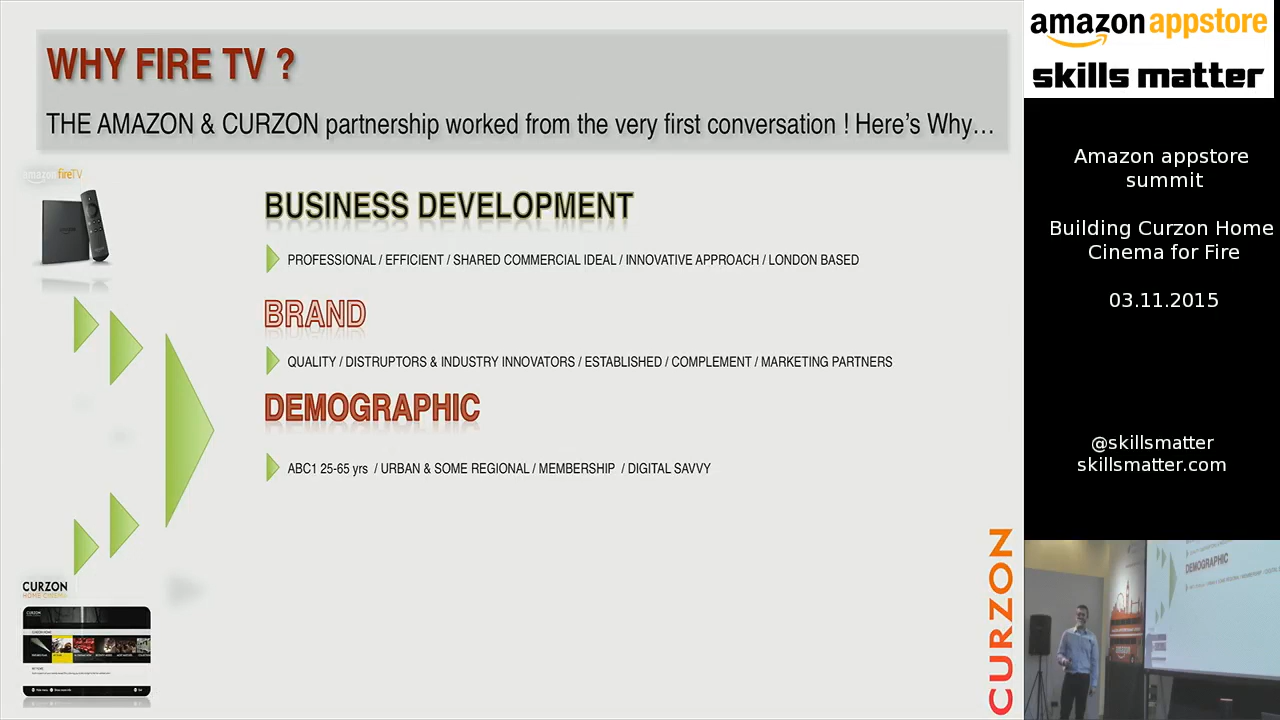 WHY FIRE TV ?
THE AMAZON & CURZON partnership worked from the very first conversation ! Here's Why...
amazon fireTV
BUSINESS DEVELOPMENT
PROFESSIONAL / EFFICIENT / SHARED COMMERCIAL IDEAL / INNOVATIVE APPROACH / LONDON BASED
BRAND
QUALITY / DISTRUPTORS & INDUSTRY INNOVATORS / ESTABLISHED / COMPLEMENT / MARKETING PARTNERS
DEMOGRAPHIC
ABC1 25-65 yrs / URBAN & SOME REGIONAL / MEMBERSHIP / DIGITAL SAVVY
CURZON
HOME CINEMA
CURZON
amazon appstore
skills matter
Amazon appstore
summit
Building Curzon Home
Cinema for Fire
03.11.2015
@skillsmatter
skillsmatter.com
DEMOGRAPHIC
amazon